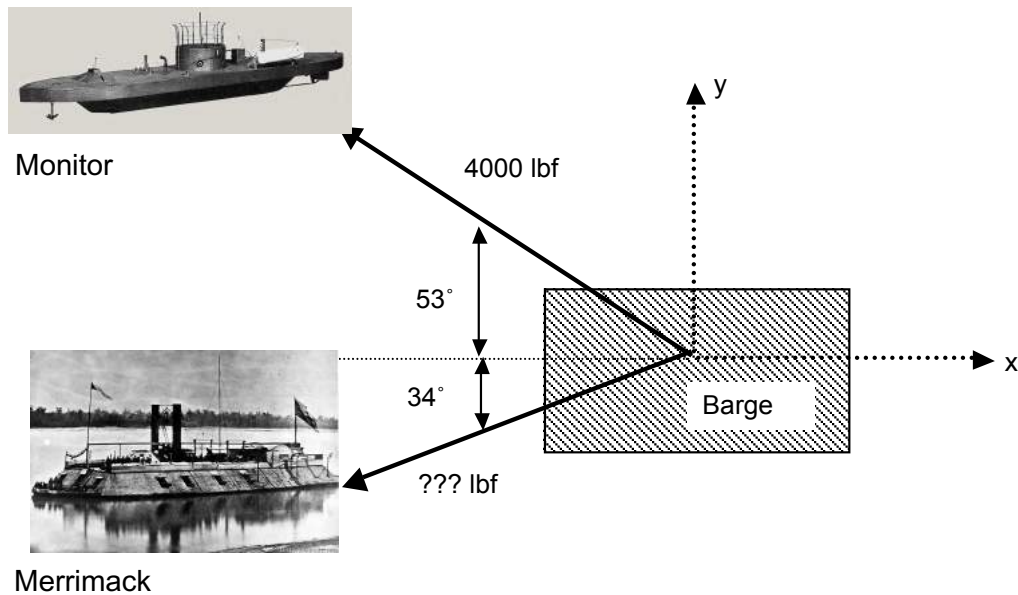 y
4000 lbf
Monitor
53°
x
34°
Barge
??? lbf
Merrimack